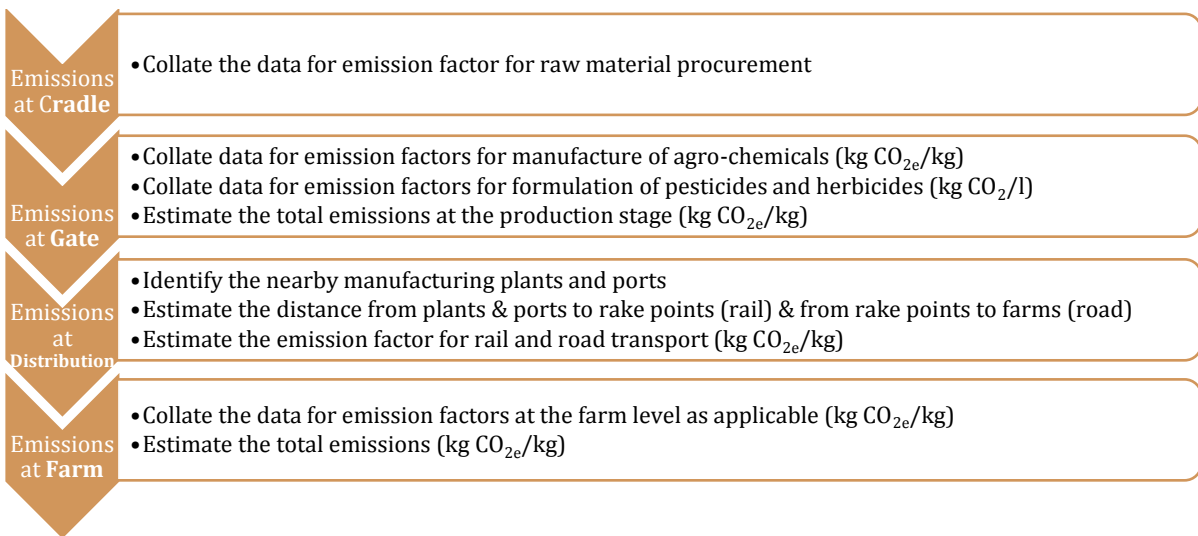 Emissions
at Cradle
•Collate the data for emission factor for raw material procurement
Emissions
at Gate
•Collate data for emission factors for manufacture of agro-chemicals (kg CO2e/kg)
•Collate data for emission factors for formulation of pesticides and herbicides (kg CO2/l)
•Estimate the total emissions at the production stage (kg CO2e/kg)
Emissions
at
Distribution
•Identify the nearby manufacturing plants and ports
•Estimate the distance from plants & ports to rake points (rail) & from rake points to farms (road)
•Estimate the emission factor for rail and road transport (kg CO2e/kg)
Emissions
at Farm
•Collate the data for emission factors at the farm level as applicable (kg CO2e/kg)
•Estimate the total emissions (kg CO2e/kg)